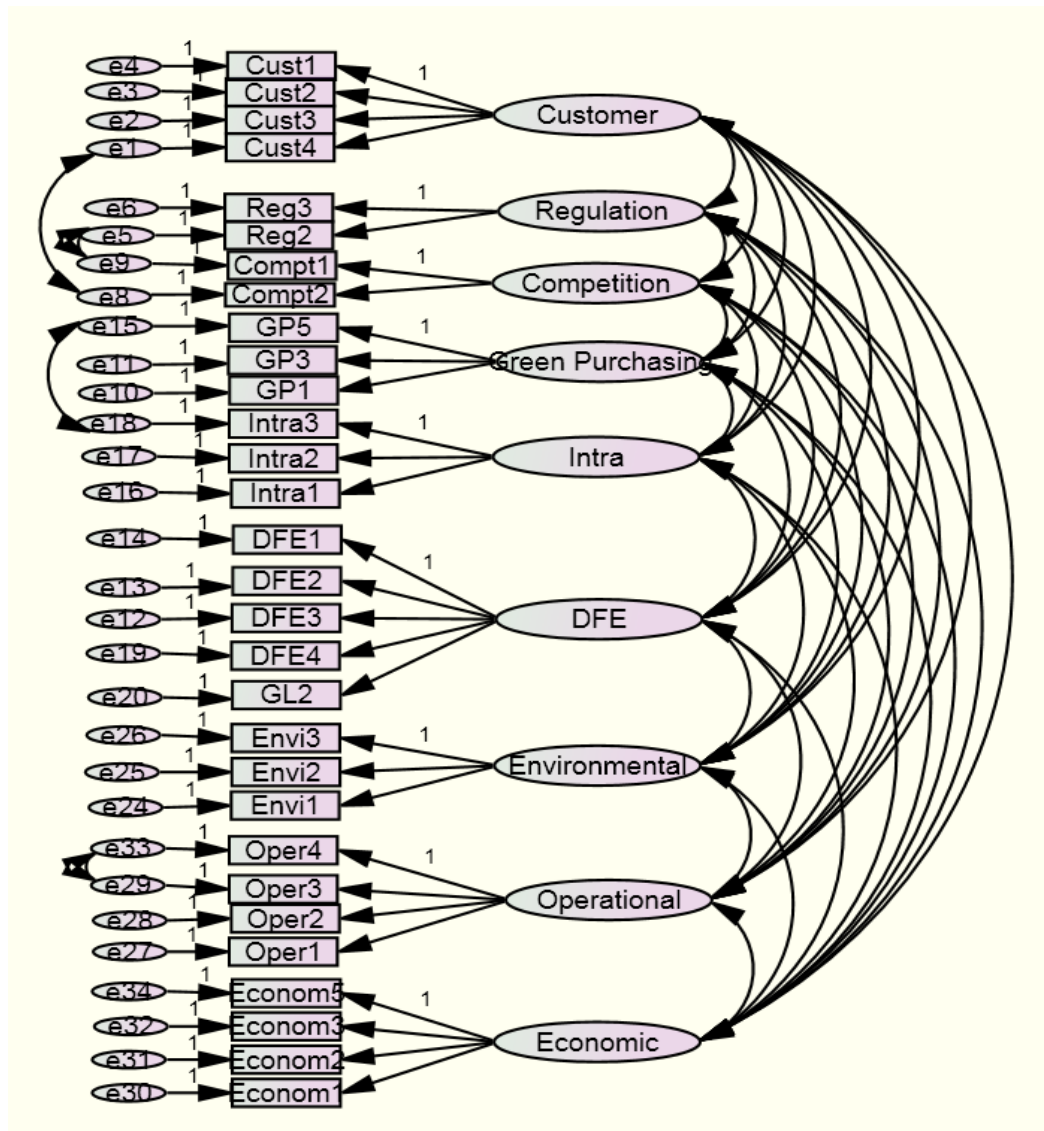 e4 1 Cust1 1
e3 1 Cust2
e2 1 Cust3 Customer
e1 1 Cust4
e6 1 Reg3 1 Regulation
e5 1 Reg2
e9 1 Compt1 1 Competition
e8 1 Compt2
e15 1 GP5 1
e11 1 GP3 Green Purchasing
e10 1 GP1
e18 1 Intra3 1
e17 1 Intra2 Intra
e16 1 Intra1
e14 1 DFE1 1
e13 1 DFE2
e12 1 DFE3 DFE
e19 1 DFE4
e20 1 GL2
e26 1 Envi3 1
e25 1 Envi2 Environmental
e24 1 Envi1
e33 1 Oper4 1
e29 1 Oper3 Operational
e28 1 Oper2
e27 1 Oper1
e34 1 Econom5 1
e32 1 Econom3 Economic
e31 1 Econom2
e30 1 Econom1